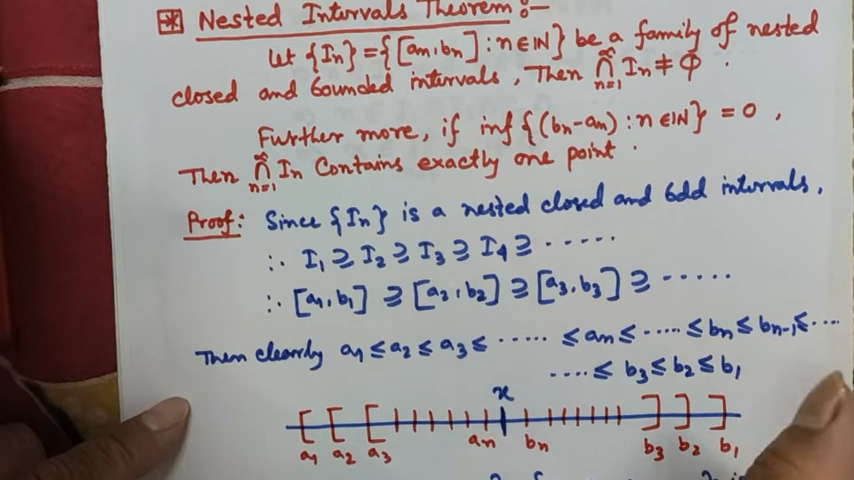 * Nested Intervals Theorem :-
Let {In} = {[an, bn] : n ∈ IN} be a family of nested
closed and bounded intervals, Then ∞∩n=1 In ≠ Φ .
Further more, if inf {(bn-an) : n ∈ IN} = 0 ,
Then ∞∩n=1 In Contains exactly one point .
Proof: Since {In} is a nested closed and bdd intervals.
∴ I1 ⊇ I2 ⊇ I3 ⊇ I4 ⊇ .....
∴ [a1, b1] ⊇ [a2, b2] ⊇ [a3, b3] ⊇ ......
Then clearly a1 ≤ a2 ≤ a3 ≤ ...... ≤ an ≤ ..... ≤ bn ≤ bn-1 ≤ ....
.... ≤ b3 ≤ b2 ≤ b1
x
a1 a2 a3 an bn b3 b2 b1